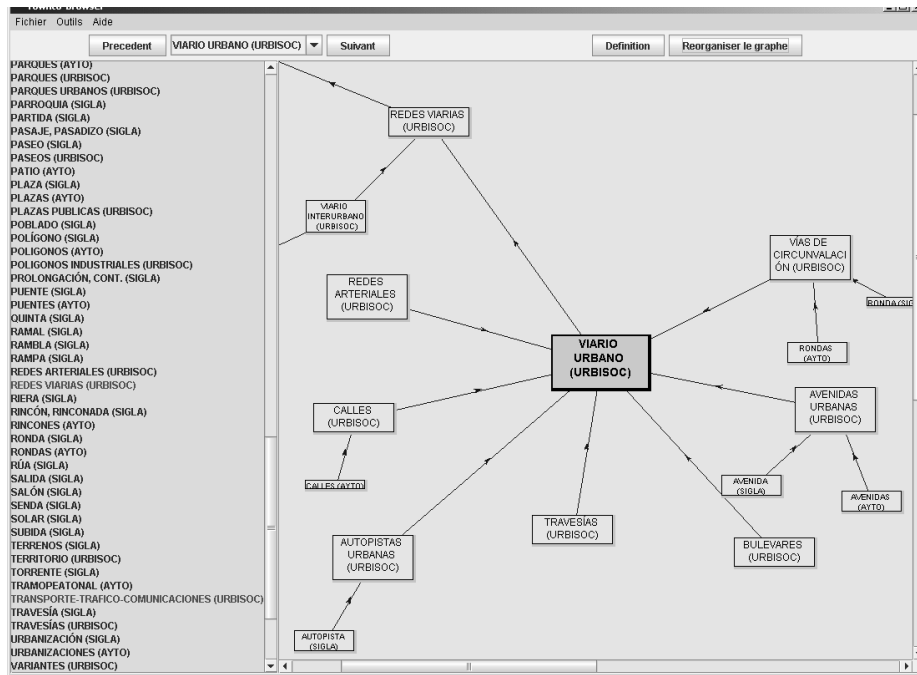 Towntology Browser
Fichier Outils Aide
Precedent VIARIO URBANO (URBISOC) Suivant Definition Reorganiser le graphe
PARQUES (AYTO)
PARQUES (URBISOC)
PARQUES URBANOS (URBISOC)
PARROQUIA (SIGLA)
PARTIDA (SIGLA)
PASAJE, PASADIZO (SIGLA)
PASEO (SIGLA)
PASEOS (URBISOC)
PATIO (AYTO)
PLAZA (SIGLA)
PLAZAS (AYTO)
PLAZAS PUBLICAS (URBISOC)
POBLADO (SIGLA)
POLÍGONO (SIGLA)
POLIGONOS (AYTO)
POLIGONOS INDUSTRIALES (URBISOC)
PROLONGACIÓN, CONT. (SIGLA)
PUENTE (SIGLA)
PUENTES (AYTO)
QUINTA (SIGLA)
RAMAL (SIGLA)
RAMBLA (SIGLA)
RAMPA (SIGLA)
REDES ARTERIALES (URBISOC)
REDES VIARIAS (URBISOC)
RIERA (SIGLA)
RINCÓN, RINCONADA (SIGLA)
RINCONES (AYTO)
RONDA (SIGLA)
RONDAS (AYTO)
RÚA (SIGLA)
SALIDA (SIGLA)
SALÓN (SIGLA)
SENDA (SIGLA)
SOLAR (SIGLA)
SUBIDA (SIGLA)
TERRENOS (SIGLA)
TERRITORIO (URBISOC)
TORRENTE (SIGLA)
TRAMOPEATONAL (AYTO)
TRANSPORTE-TRAFICO-COMUNICACIONES (URBISOC)
TRAVESÍA (SIGLA)
TRAVESÍAS (URBISOC)
URBANIZACIÓN (SIGLA)
URBANIZACIONES (AYTO)
VARIANTES (URBISOC)
REDES VIARIAS
(URBISOC)
VIARIO
INTERURBANO
(URBISOC)
VÍAS DE
CIRCUNVALACI
ÓN (URBISOC)
REDES
ARTERIALES
(URBISOC)
RONDA (SIG
VIARIO
URBANO
(URBISOC)
RONDAS
(AYTO)
CALLES
(URBISOC)
AVENIDAS
URBANAS
(URBISOC)
CALLES (AYTO)
AVENIDA
(SIGLA)
AVENIDAS
(AYTO)
TRAVESÍAS
(URBISOC)
AUTOPISTAS
URBANAS
(URBISOC)
BULEVARES
(URBISOC)
AUTOPISTA
(SIGLA)